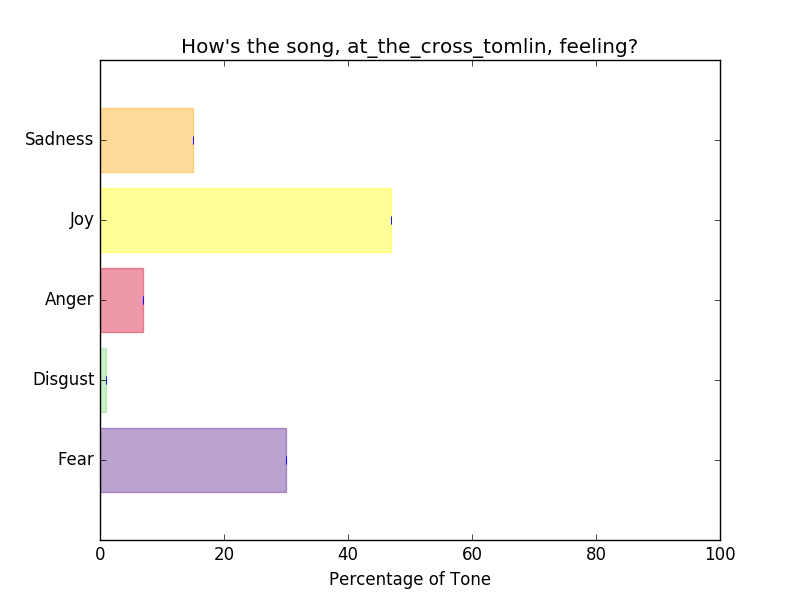 How's the song, at_the_cross_tomlin, feeling?
Sadness
Joy
Anger
Disgust
Fear
0 20 40 60 80 100
Percentage of Tone